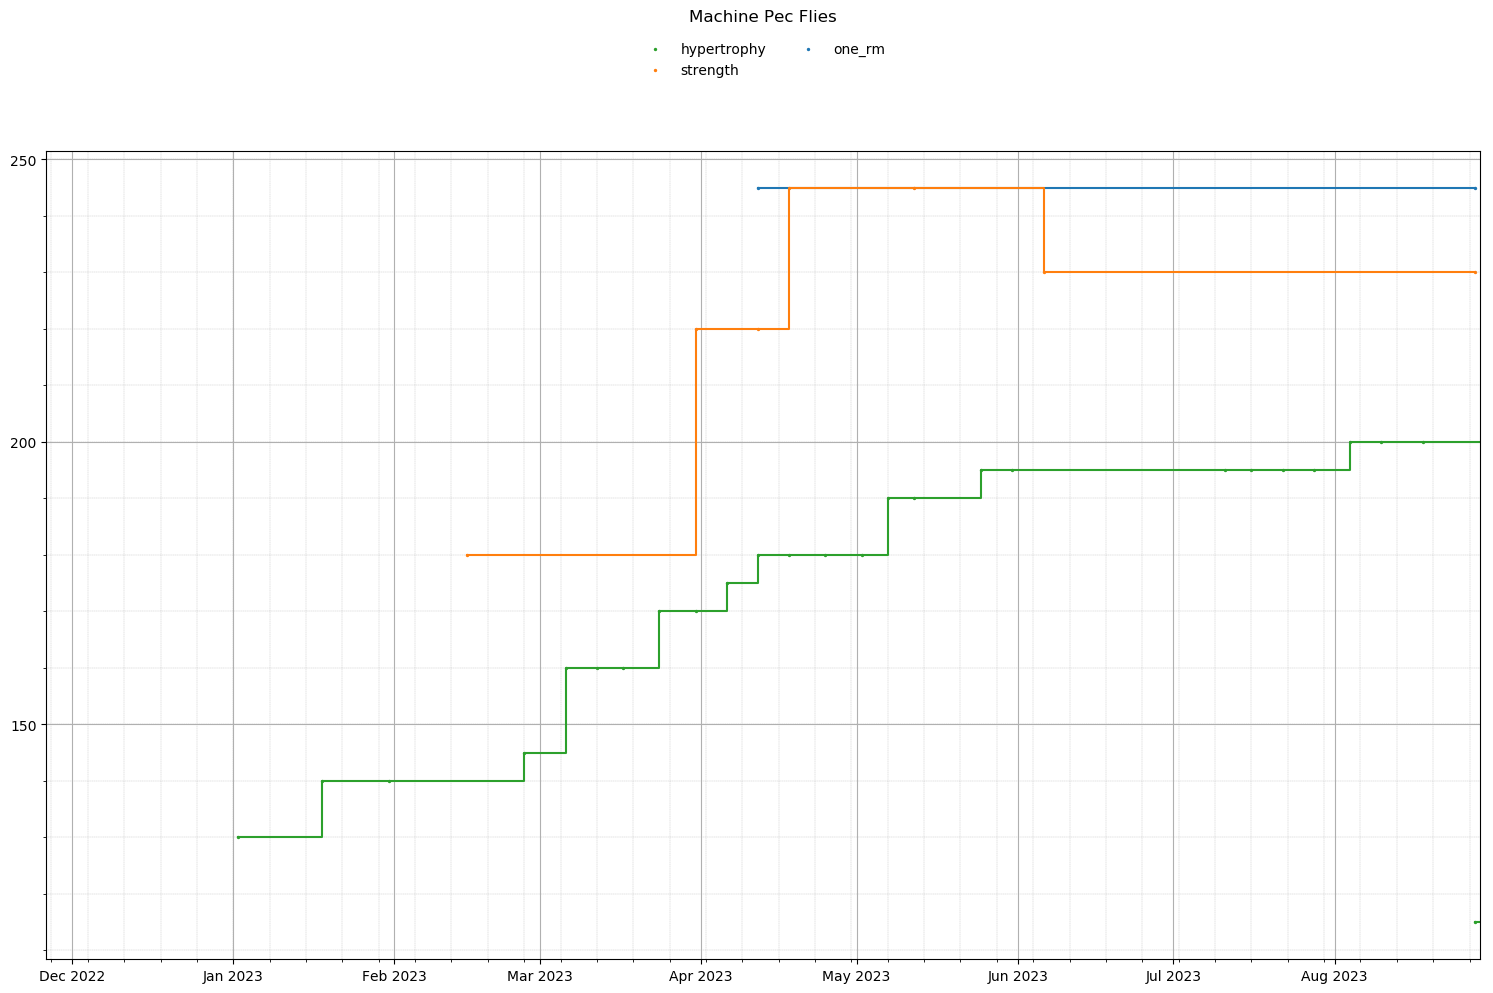 Machine Pec Flies
hypertrophy one_rm
strength
250
200
150
Dec 2022 Jan 2023 Feb 2023 Mar 2023 Apr 2023 May 2023 Jun 2023 Jul 2023 Aug 2023